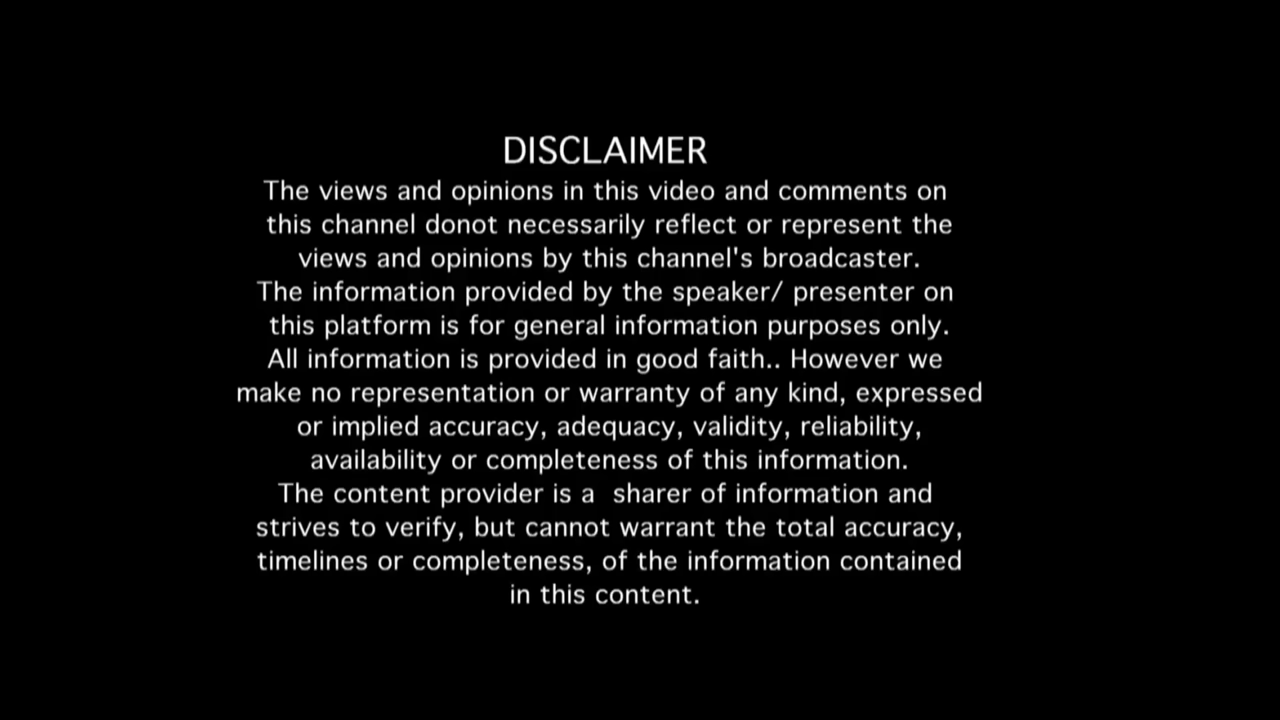 DISCLAIMER
The views and opinions in this video and comments on
this channel donot necessarily reflect or represent the
views and opinions by this channel's broadcaster.
The information provided by the speaker/ presenter on
this platform is for general information purposes only.
All information is provided in good faith.. However we
make no representation or warranty of any kind, expressed
or implied accuracy, adequacy, validity, reliability,
availability or completeness of this information.
The content provider is a  sharer of information and
strives to verify, but cannot warrant the total accuracy,
timelines or completeness, of the information contained
in this content.